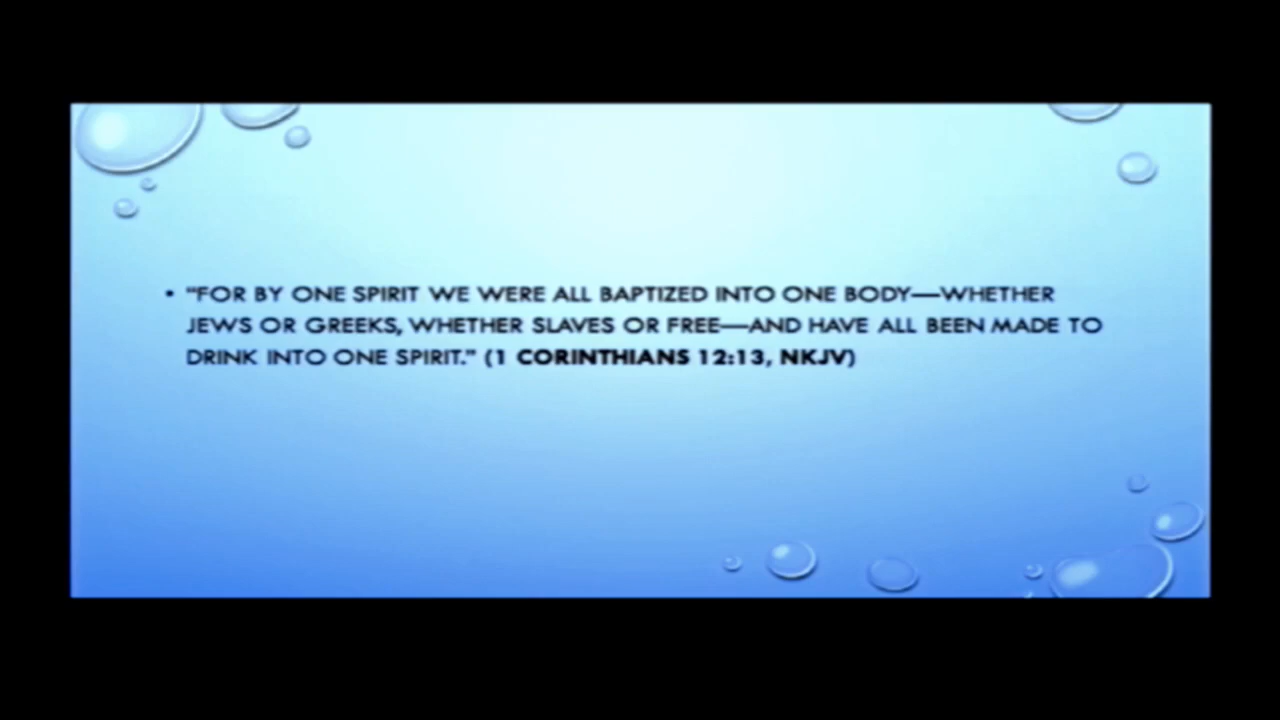 • "FOR BY ONE SPIRIT WE WERE ALL BAPTIZED INTO ONE BODY—WHETHER
JEWS OR GREEKS, WHETHER SLAVES OR FREE—AND HAVE ALL BEEN MADE TO
DRINK INTO ONE SPIRIT." (1 CORINTHIANS 12:13, NKJV)